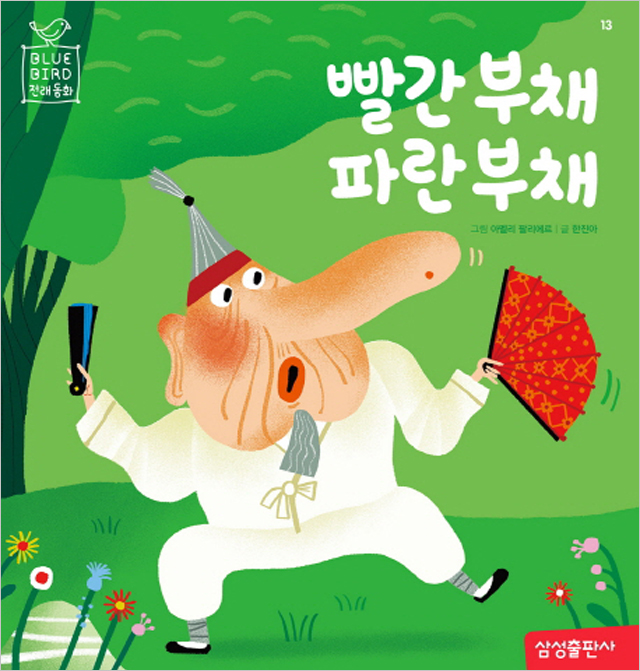 BLUE
BIRD
전래동화
13
빨간 부채
파란 부채
그림 아멜리 팔리에르 | 글 한진아
삼성출판사